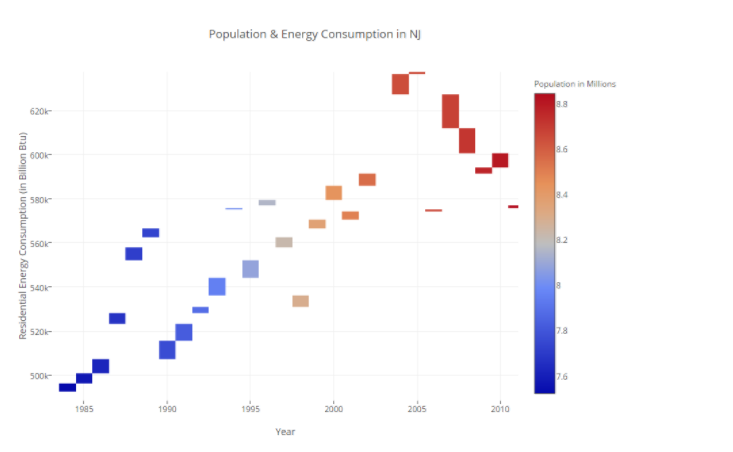 Population & Energy Consumption in NJ
Population in Millions
8.8
8.6
8.4
8.2
8
7.8
7.6
Residential Energy Consumption (in Billion Btu)
620k
600k
580k
560k
540k
520k
500k
1985
1990
1995
2000
2005
2010
Year